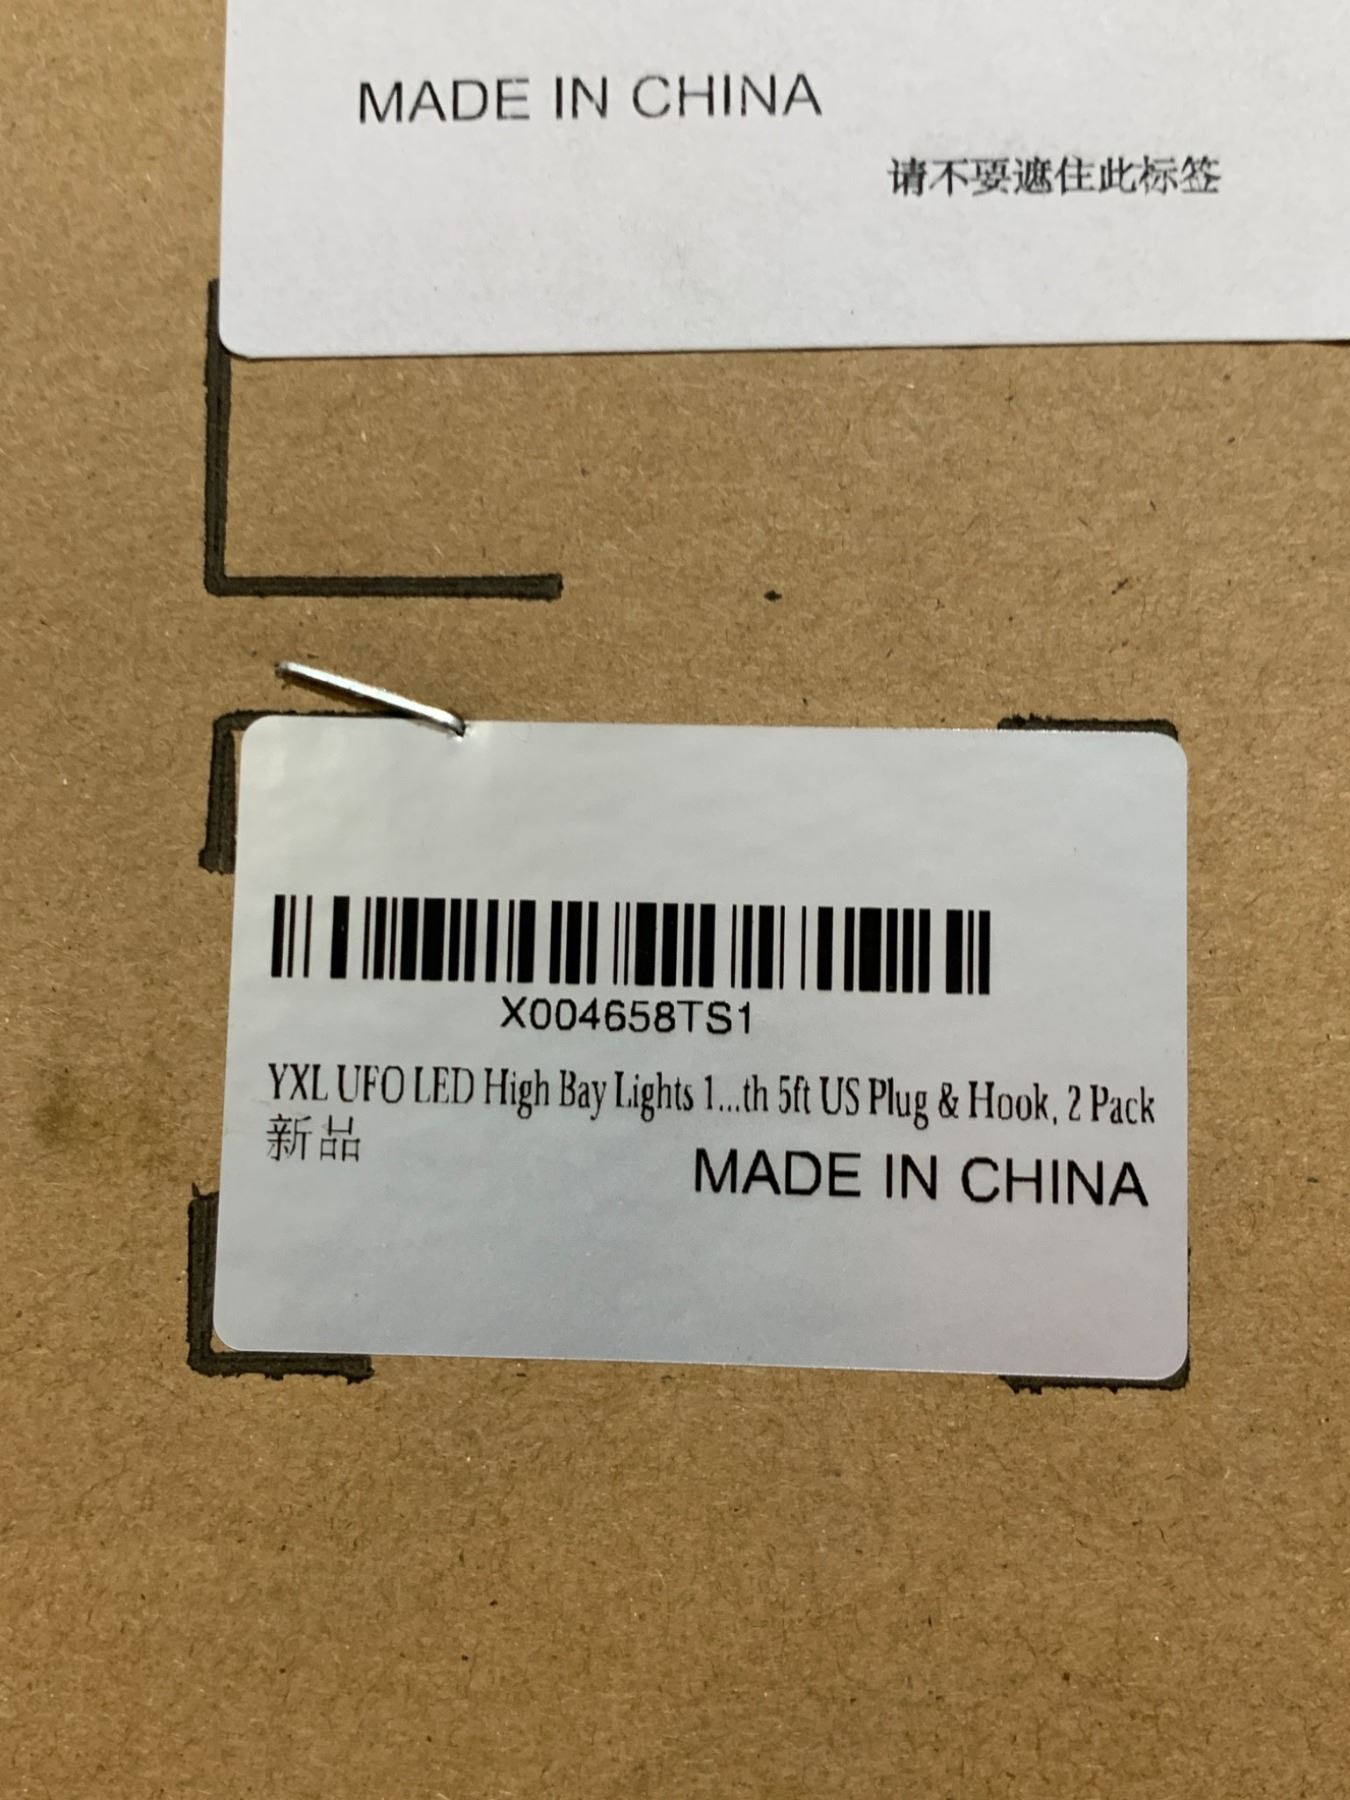 MADE IN CHINA
请不要遮住此标签
X004658TS1
YXL UFO LED High Bay Lights 1...th 5ft US Plug & Hook, 2 Pack
新品
MADE IN CHINA